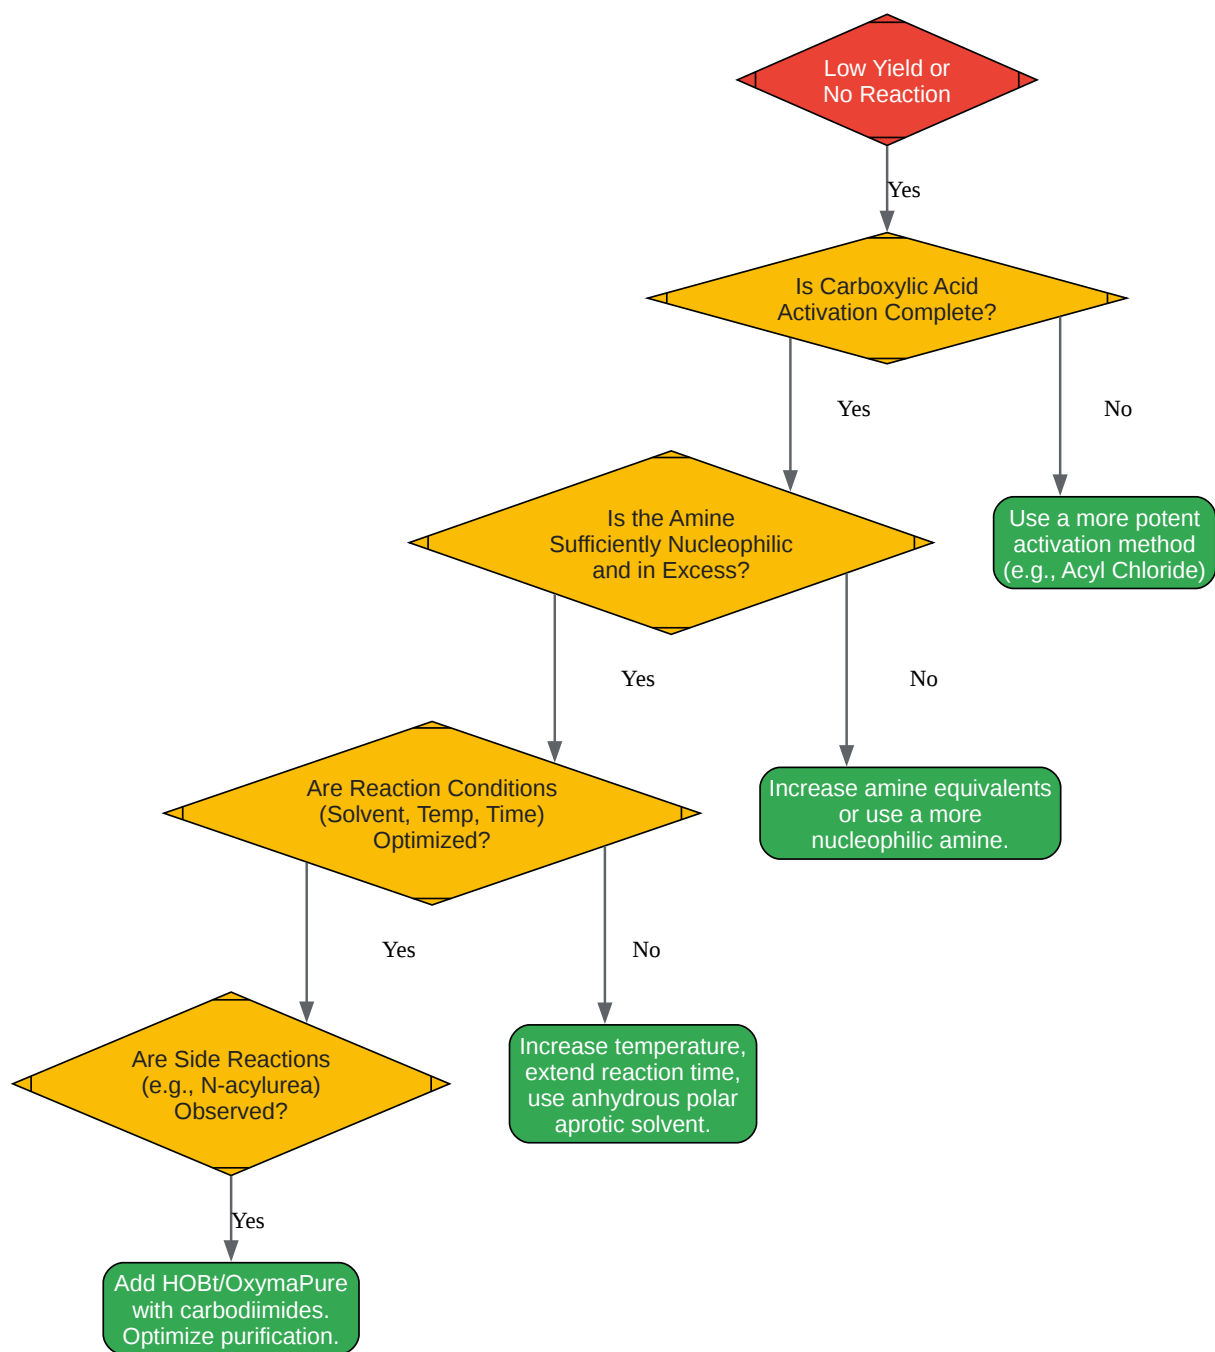 Low Yield or
No Reaction
Yes
Is Carboxylic Acid
Activation Complete?
Yes
No
Is the Amine
Sufficiently Nucleophilic
and in Excess?
Use a more potent
activation method
(e.g., Acyl Chloride)
Yes
No
Are Reaction Conditions
(Solvent, Temp, Time)
Optimized?
Increase amine equivalents
or use a more
nucleophilic amine.
Yes
No
Are Side Reactions
(e.g., N-acylurea)
Observed?
Increase temperature,
extend reaction time,
use anhydrous polar
aprotic solvent.
Yes
Add HOBt/OxymaPure
with carbodiimides.
Optimize purification.